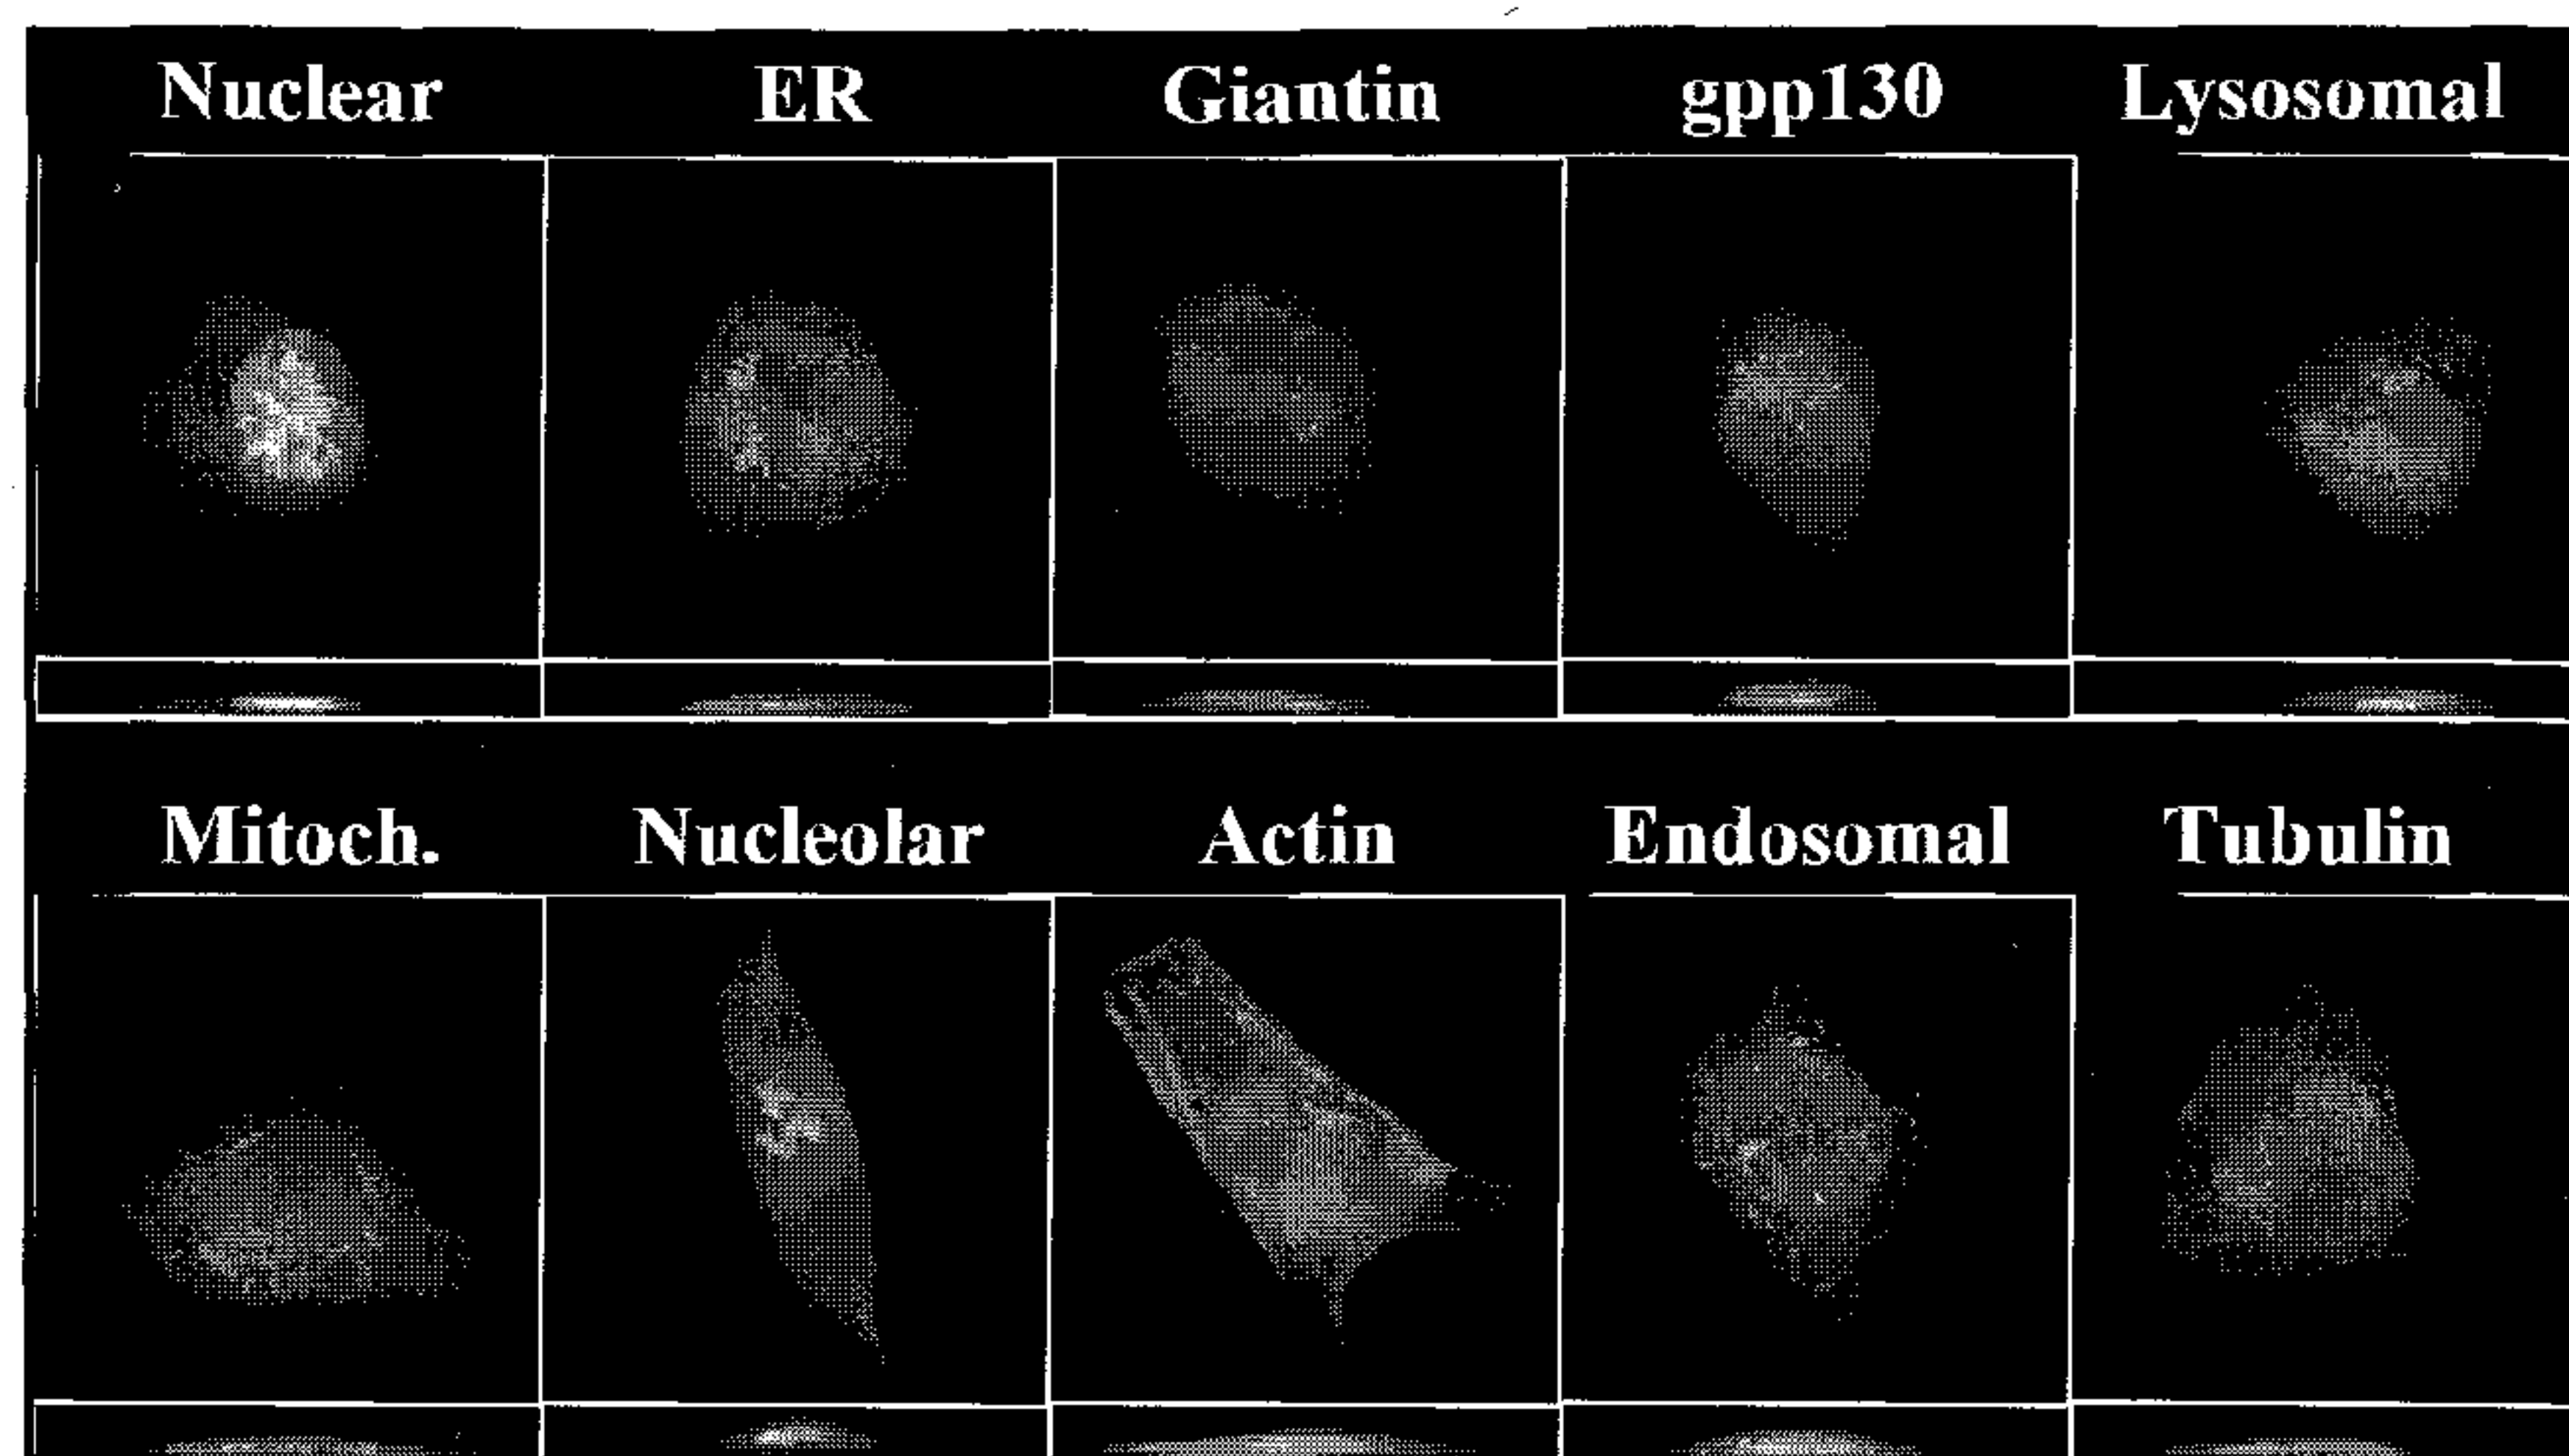 Nuclear ER Giantin gpp130 Lysosomal
Mitoch. Nucleolar Actin Endosomal Tubulin